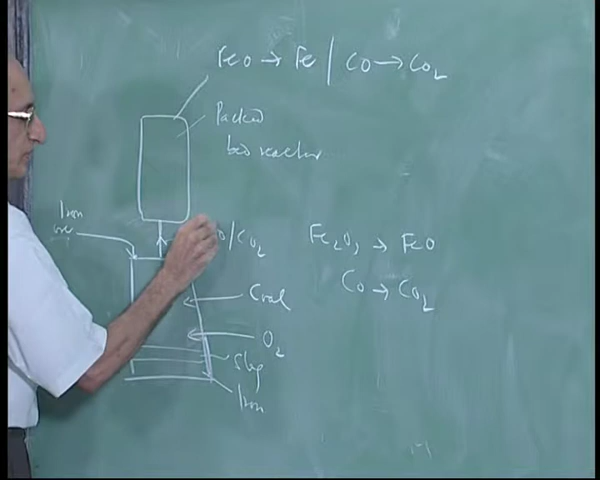 FeO → Fe | CO → CO₂
Packed
bed reactor
Iron
ore
O/CO₂
Fe₂O₃ → FeO
CO → CO₂
Coal
O₂
Slag
Iron